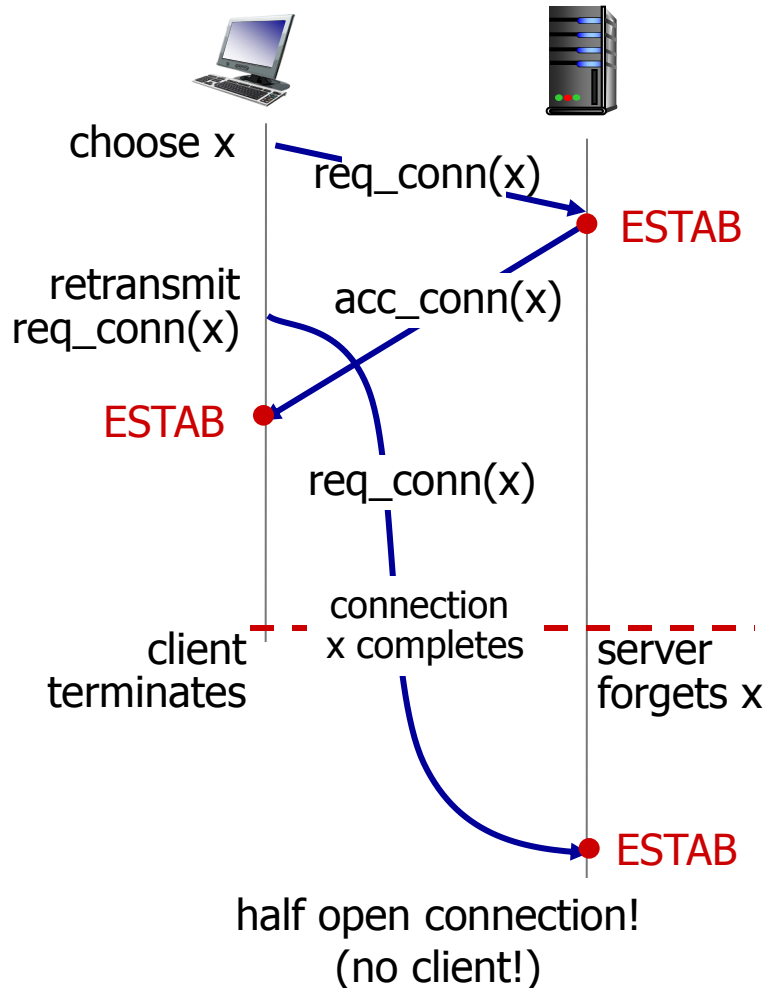 choose x
req_conn(x)
ESTAB
retransmit
req_conn(x)
acc_conn(x)
ESTAB
req_conn(x)
connection
x completes
client
terminates
server
forgets x
ESTAB
half open connection!
(no client!)